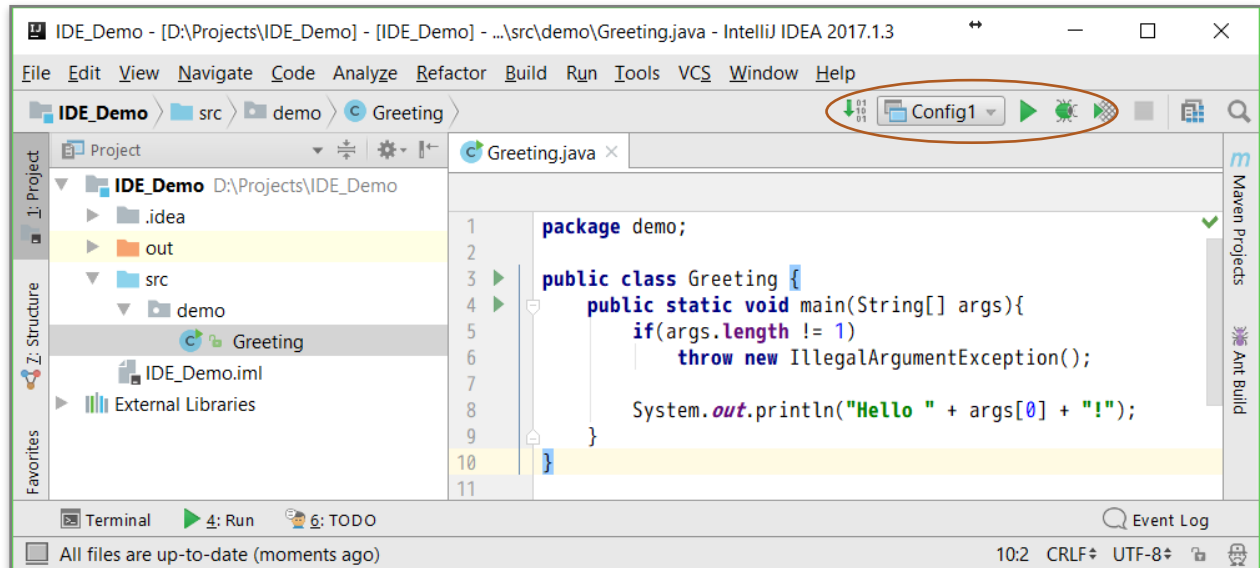 IDE_Demo - [D:\Projects\IDE_Demo] - [IDE_Demo] - ...\src\demo\Greeting.java - IntelliJ IDEA 2017.1.3
File Edit View Navigate Code Analyze Refactor Build Run Tools VCS Window Help
IDE_Demo src demo Greeting Config1
1: Project
Z: Structure
Favorites
Project
IDE_Demo D:\Projects\IDE_Demo
.idea
out
src
demo
Greeting
IDE_Demo.iml
External Libraries
Greeting.java
1 package demo;
2
3 public class Greeting {
4 public static void main(String[] args){
5 if(args.length != 1)
6 throw new IllegalArgumentException();
7
8 System.out.println("Hello " + args[0] + "!");
9 }
10 }
11
Maven Projects
Ant Build
Terminal 4: Run 6: TODO Event Log
All files are up-to-date (moments ago) 10:2 CRLF UTF-8